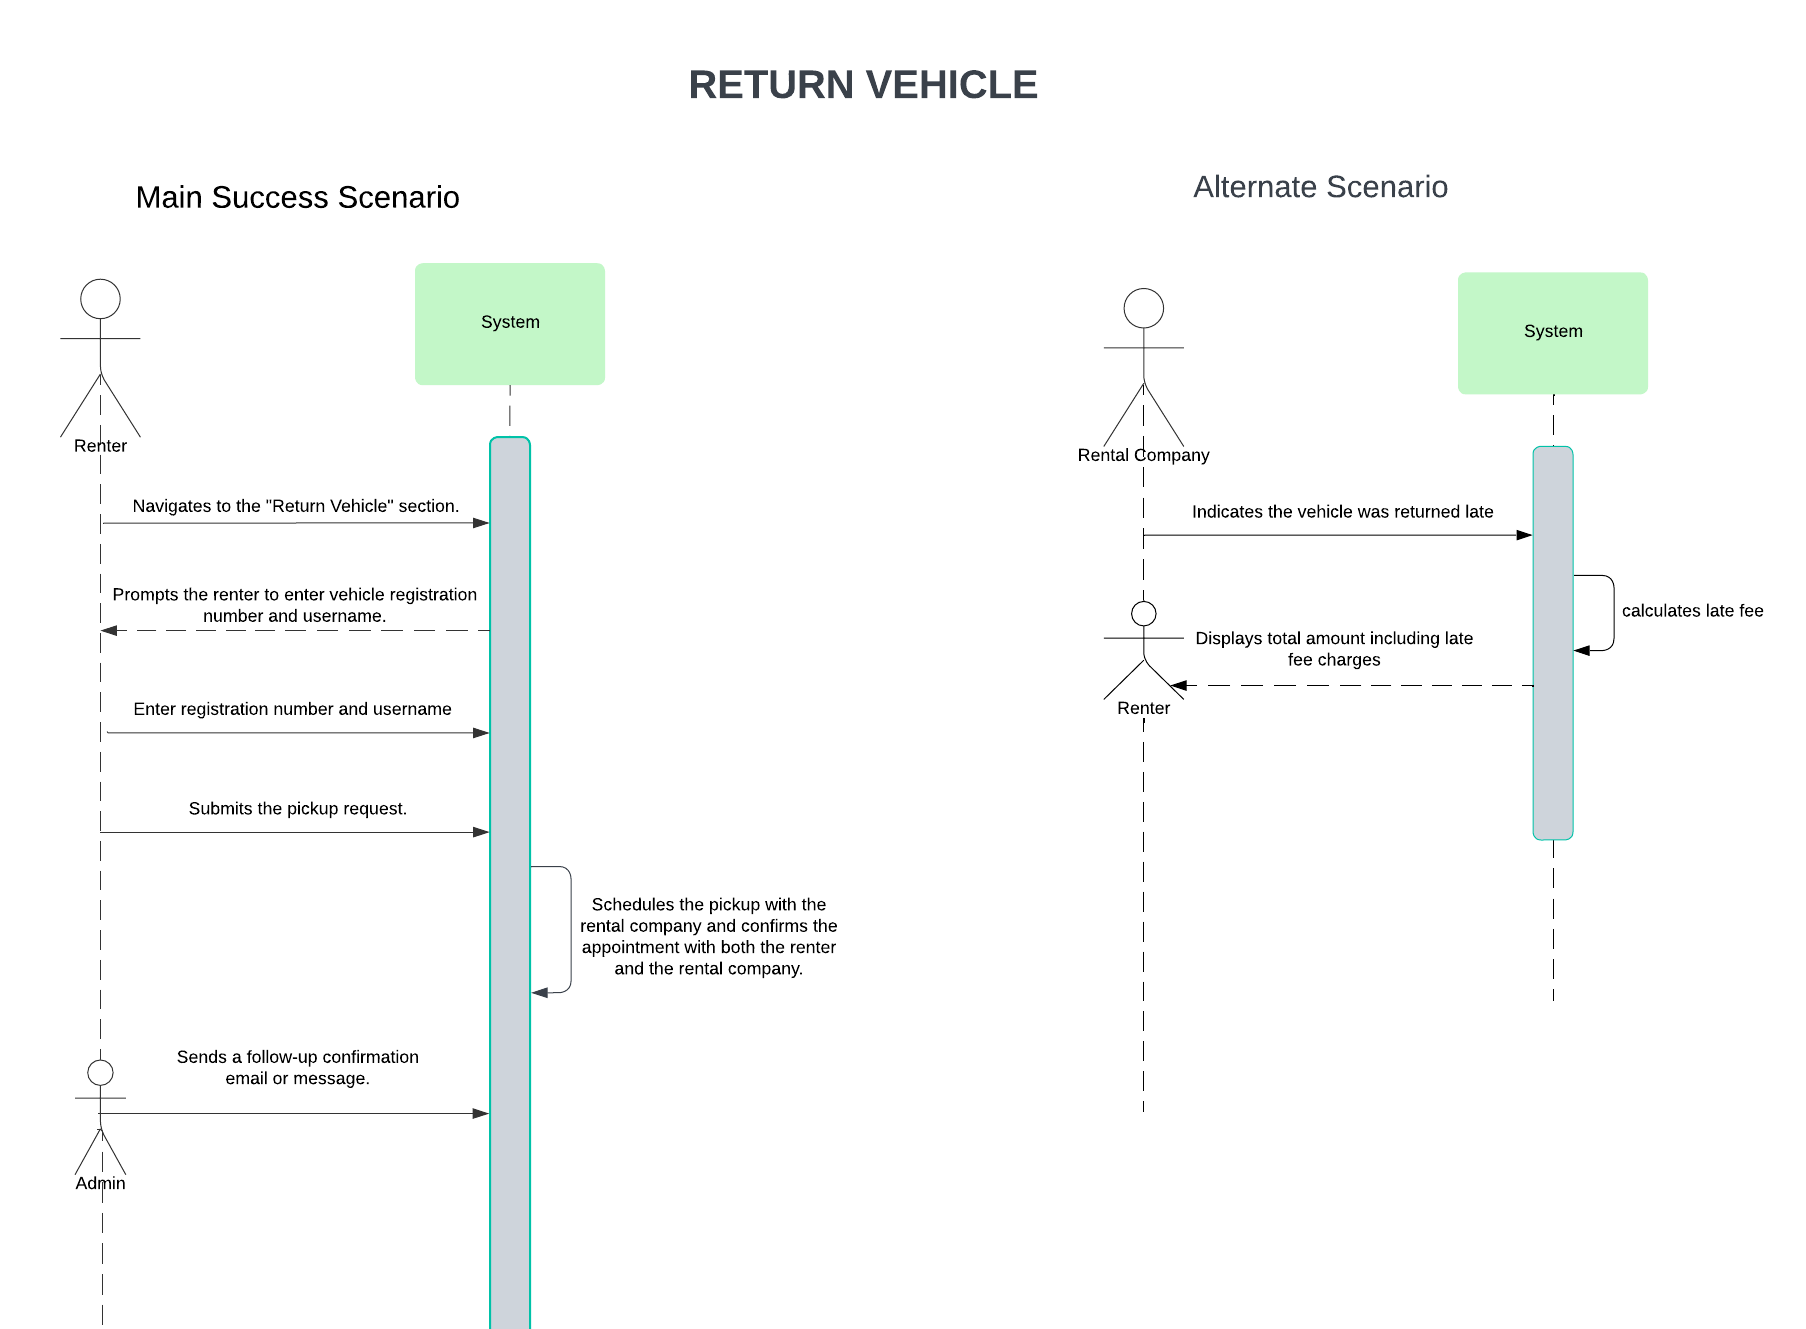 RETURN VEHICLE
Main Success Scenario
System
Renter
Navigates to the "Return Vehicle" section.
Prompts the renter to enter vehicle registration
number and username.
Enter registration number and username
Submits the pickup request.
Schedules the pickup with the
rental company and confirms the
appointment with both the renter
and the rental company.
Sends a follow-up confirmation
email or message.
Admin
Alternate Scenario
System
Rental Company
Indicates the vehicle was returned late
calculates late fee
Displays total amount including late
fee charges
Renter